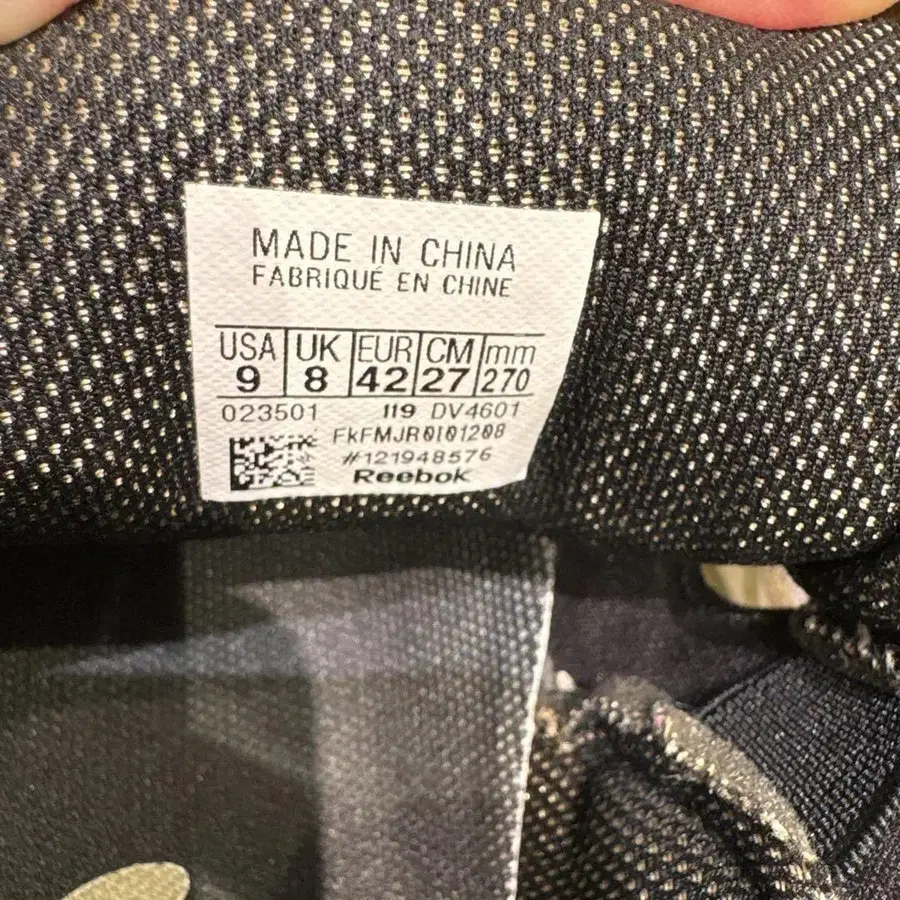 MADE IN CHINA
FABRIQUÉ EN CHINE
USA UK EUR CM mm
9 8 42 27 270
023501 119 DV4601
FkFMJR0101208
#121948576
Reebok